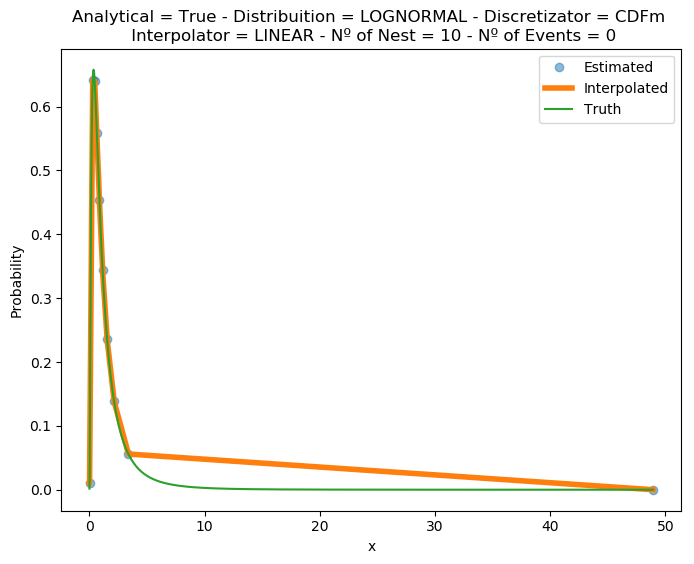 Analytical = True - Distribuition = LOGNORMAL - Discretizator = CDFm
Interpolator = LINEAR - Nº of Nest = 10 - Nº of Events = 0
Estimated
Interpolated
Truth
Probability
0.6
0.5
0.4
0.3
0.2
0.1
0.0
0
10
20
30
40
50
x